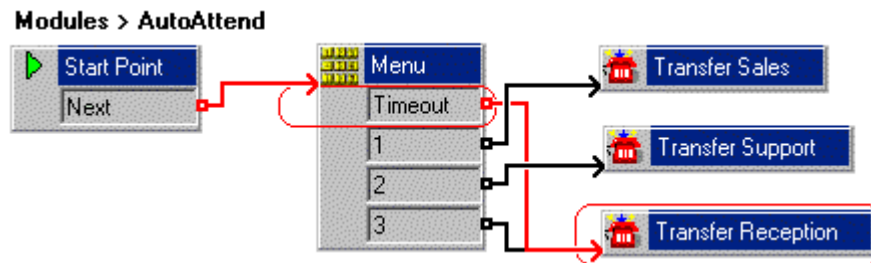 Modules > AutoAttend
Start Point
Next
Menu
Timeout
1
2
3
Transfer Sales
Transfer Support
Transfer Reception